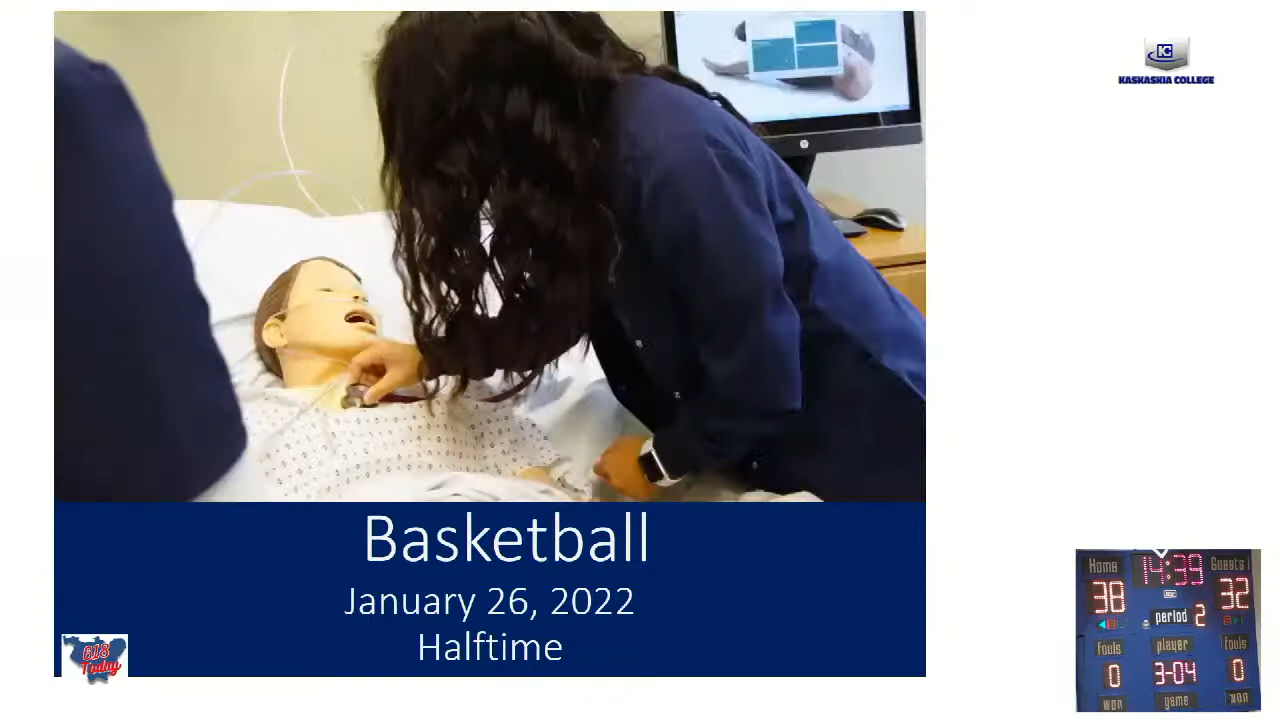 KC
KASKASKIA COLLEGE
Basketball
January 26, 2022
Halftime
618
Today
Home 14:39 Guests
38 32
period 2
fouls player fouls
0 3-04 0
won game won